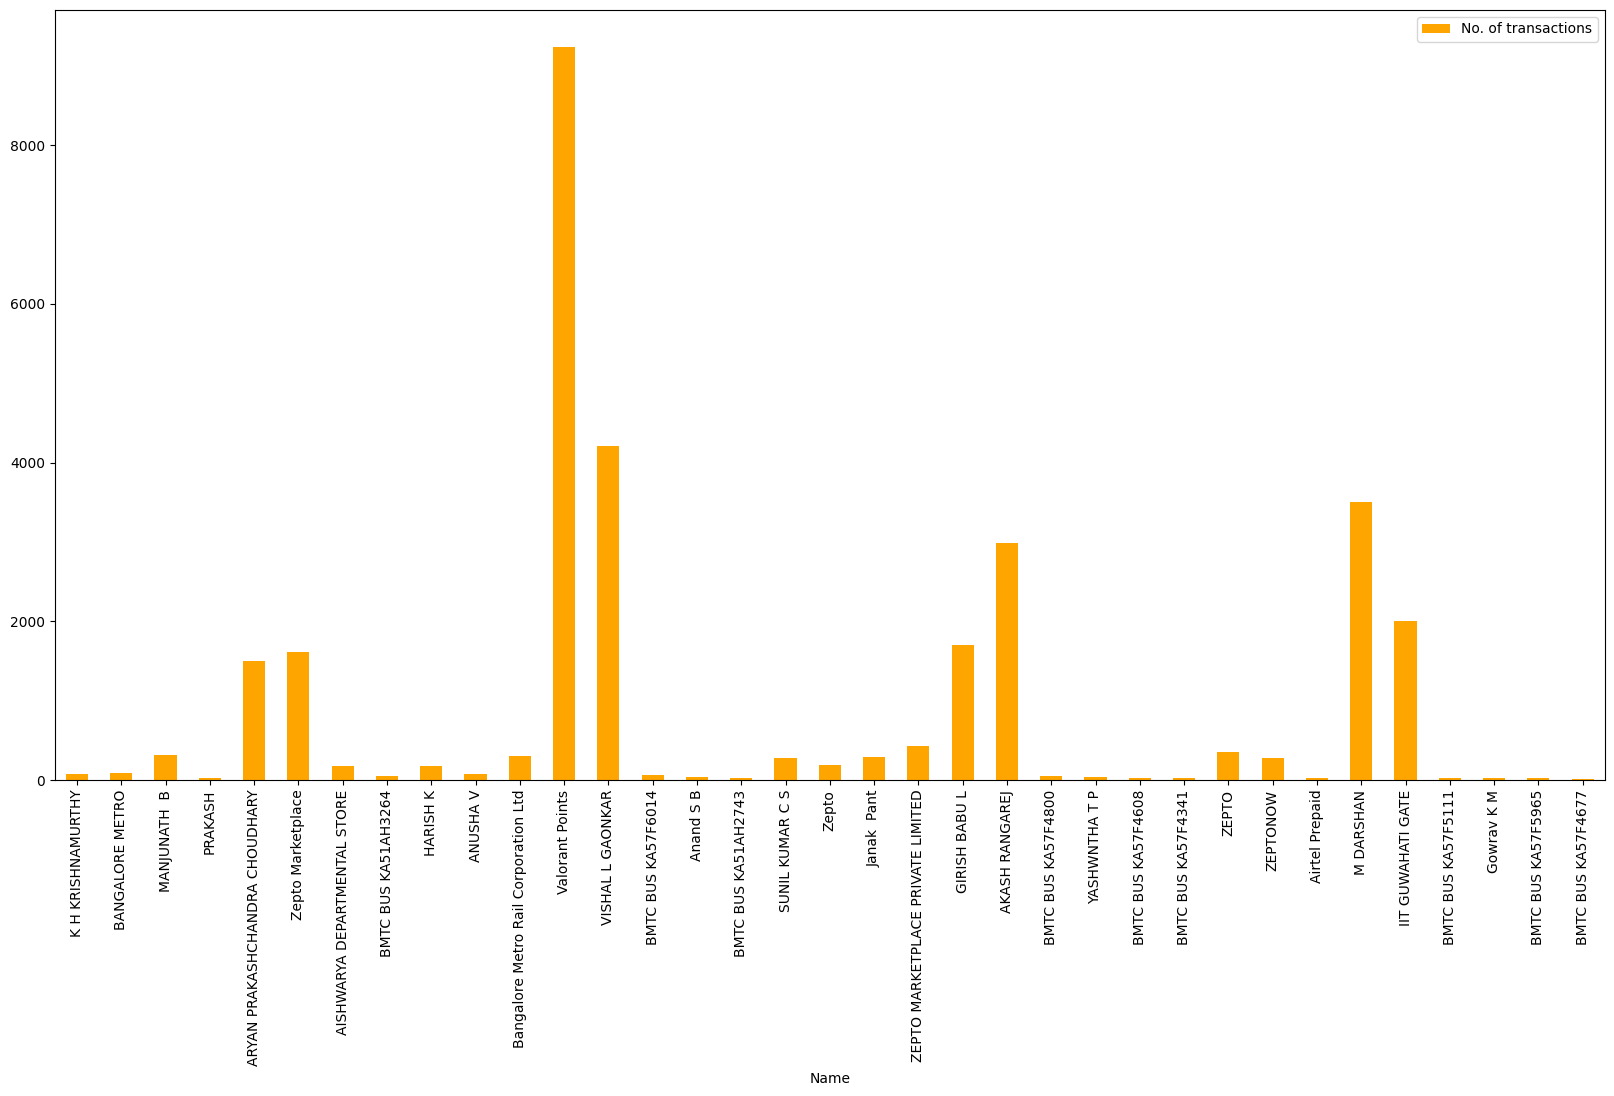 No. of transactions
8000
6000
4000
2000
0
K H KRISHNAMURTHY
BANGALORE METRO
MANJUNATH  B
PRAKASH
ARYAN PRAKASHCHANDRA CHOUDHARY
Zepto Marketplace
AISHWARYA DEPARTMENTAL STORE
BMTC BUS KA51AH3264
HARISH K
ANUSHA V
Bangalore Metro Rail Corporation Ltd
Valorant Points
VISHAL L GAONKAR
BMTC BUS KA57F6014
Anand S B
BMTC BUS KA51AH2743
SUNIL KUMAR C S
Zepto
Janak  Pant
ZEPTO MARKETPLACE PRIVATE LIMITED
GIRISH BABU L
AKASH RANGAREJ
BMTC BUS KA57F4800
YASHWNTHA T P
BMTC BUS KA57F4608
BMTC BUS KA57F4341
ZEPTO
ZEPTONOW
Airtel Prepaid
M DARSHAN
IIT GUWAHATI GATE
BMTC BUS KA57F5111
Gowrav K M
BMTC BUS KA57F5965
BMTC BUS KA57F4677
Name